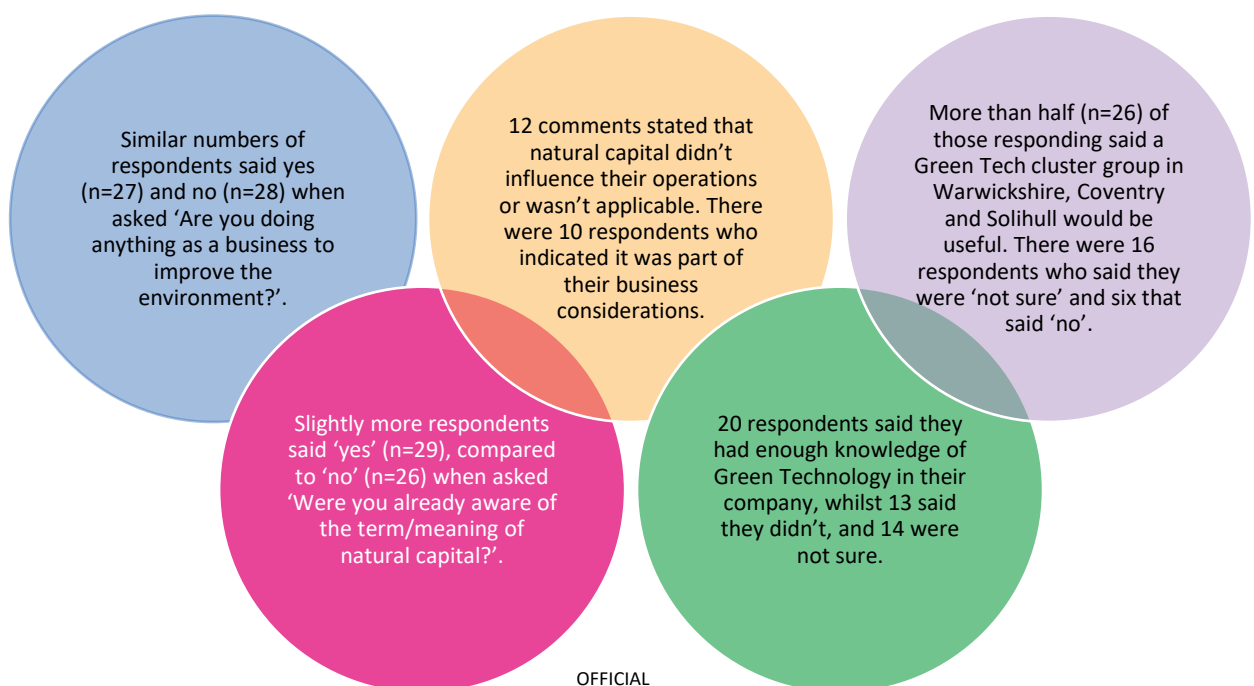 Similar numbers of
respondents said yes
(n=27) and no (n=28) when
asked ‘Are you doing
anything as a business to
improve the
environment?’.
12 comments stated that
natural capital didn’t
influence their operations
or wasn’t applicable. There
were 10 respondents who
indicated it was part of
their business
considerations.
More than half (n=26) of
those responding said a
Green Tech cluster group in
Warwickshire, Coventry
and Solihull would be
useful. There were 16
respondents who said they
were ‘not sure’ and six that
said ‘no’.
Slightly more respondents
said ‘yes’ (n=29), compared
to ‘no’ (n=26) when asked
‘Were you already aware of
the term/meaning of
natural capital?’.
20 respondents said they
had enough knowledge of
Green Technology in their
company, whilst 13 said
they didn’t, and 14 were
not sure.
OFFICIAL